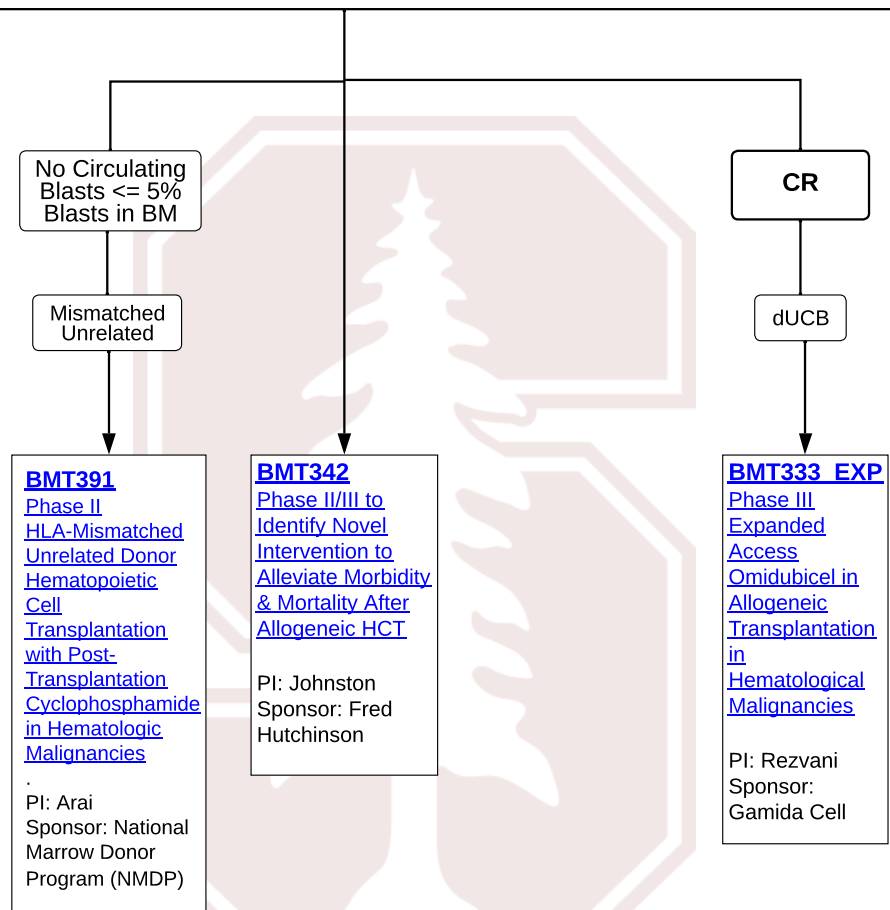 No Circulating
Blasts <= 5%
Blasts in BM
CR
Mismatched
Unrelated
dUCB
BMT391
Phase II
HLA-Mismatched
Unrelated Donor
Hematopoietic
Cell
Transplantation
with Post-
Transplantation
Cyclophosphamide
in Hematologic
Malignancies
.
PI: Arai
Sponsor: National
Marrow Donor
Program (NMDP)
BMT342
Phase II/III to
Identify Novel
Intervention to
Alleviate Morbidity
& Mortality After
Allogeneic HCT
PI: Johnston
Sponsor: Fred
Hutchinson
BMT333_EXP
Phase III
Expanded
Access
Omidubicel in
Allogeneic
Transplantation
in
Hematological
Malignancies
PI: Rezvani
Sponsor:
Gamida Cell